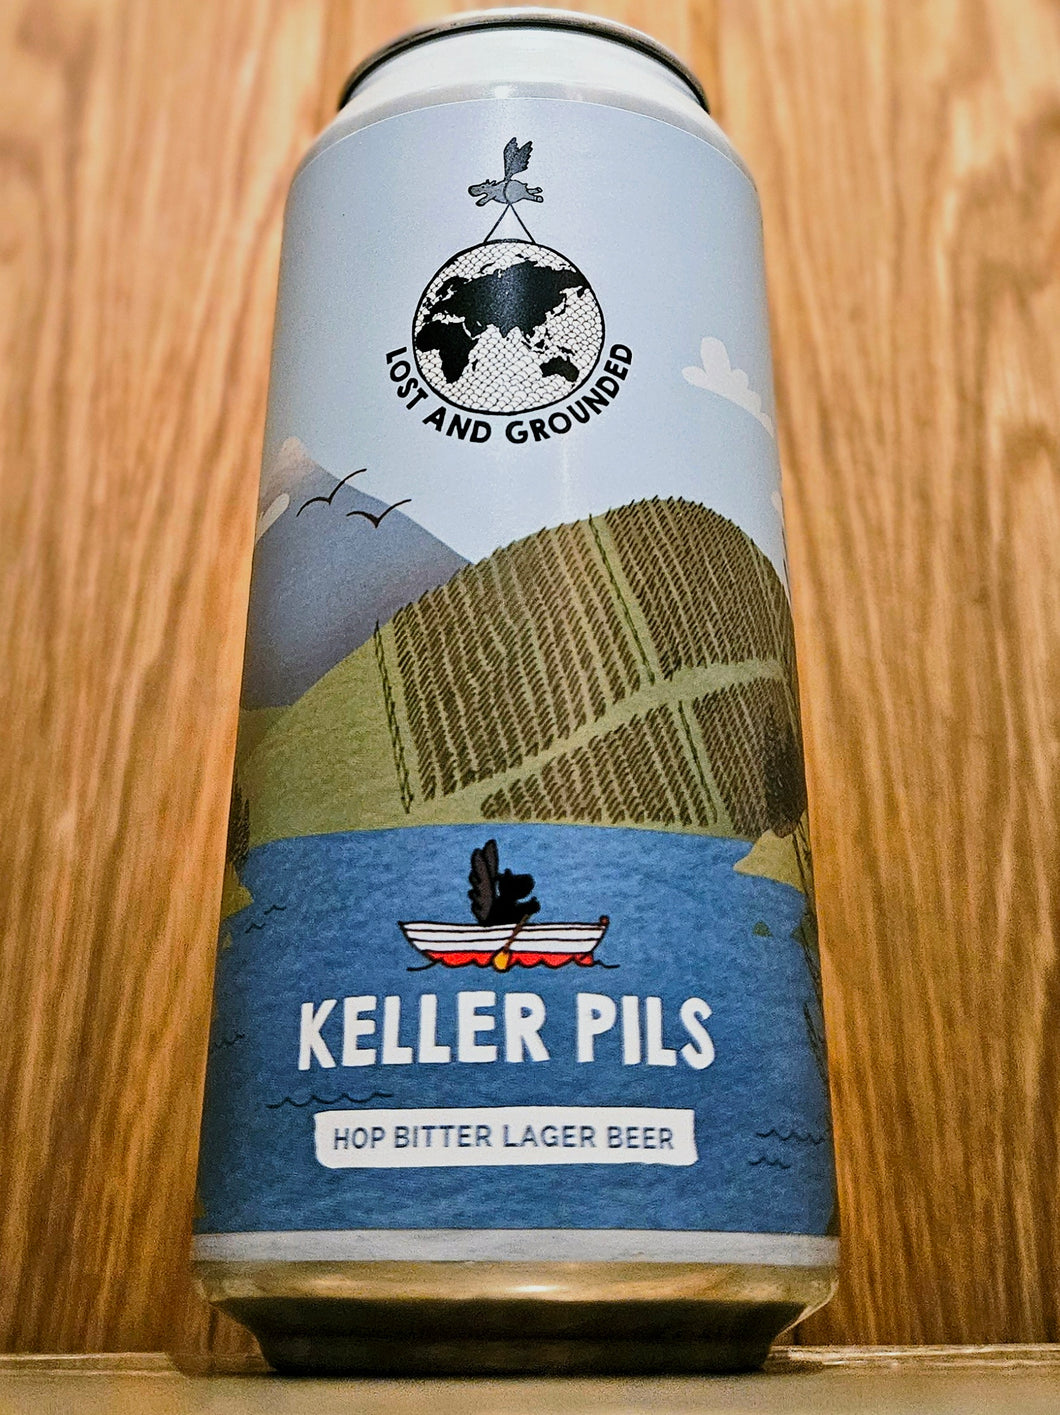 LOST AND GROUNDED
KELLER PILS
HOP BITTER LAGER BEER